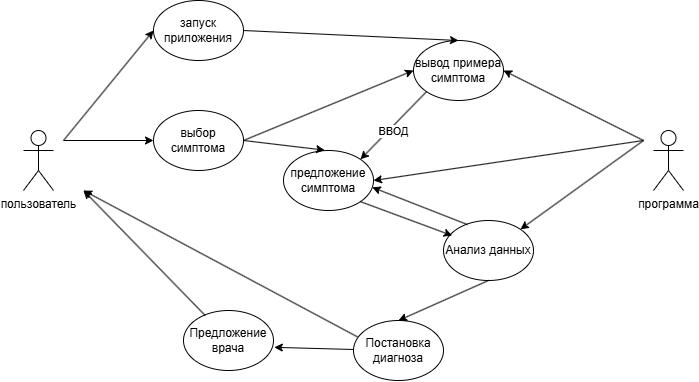 запуск
приложения
вывод примера
симптома
ВВОД
выбор
симптома
предложение
симптома
пользователь
программа
Анализ данных
Предложение
врача
Постановка
диагноза